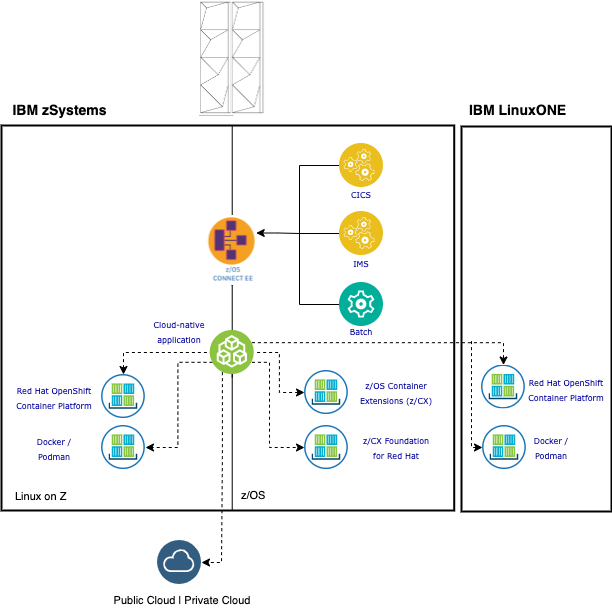 IBM zSystems
IBM LinuxONE
CICS
z/OS
CONNECT EE
IMS
Batch
Cloud-native
application
Red Hat OpenShift
Container Platform
z/OS Container
Extensions (z/CX)
Red Hat OpenShift
Container Platform
Docker /
Podman
z/CX Foundation
for Red Hat
Docker /
Podman
Linux on Z
z/OS
Public Cloud | Private Cloud